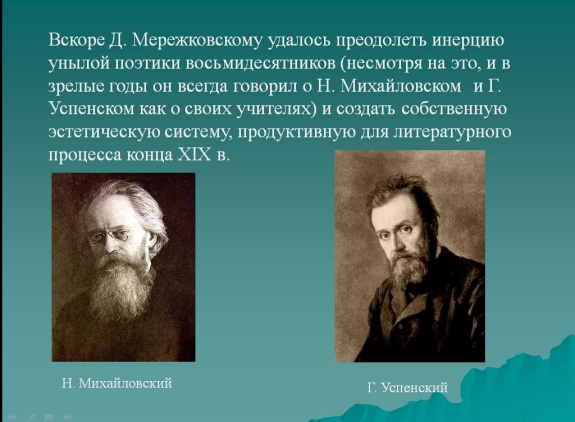 Вскоре Д. Мережковскому удалось преодолеть инерцию
унылой поэтики восьмидесятников (несмотря на это, и в
зрелые годы он всегда говорил о Н. Михайловском и Г.
Успенском как о своих учителях) и создать собственную
эстетическую систему, продуктивную для литературного
процесса конца XIX в.
Н. Михайловский
Г. Успенский